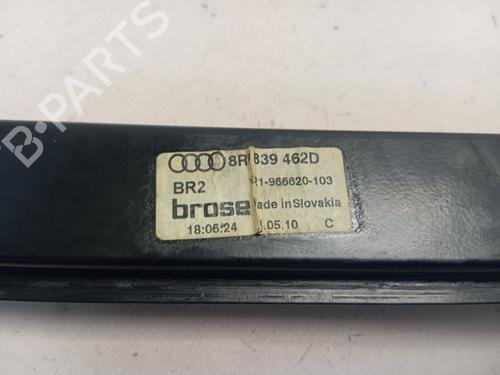 8R 839 462D
BR2
1-966620-103
brose
ade in Slovakia
18:06:24
.05.10
C
B-PARTS